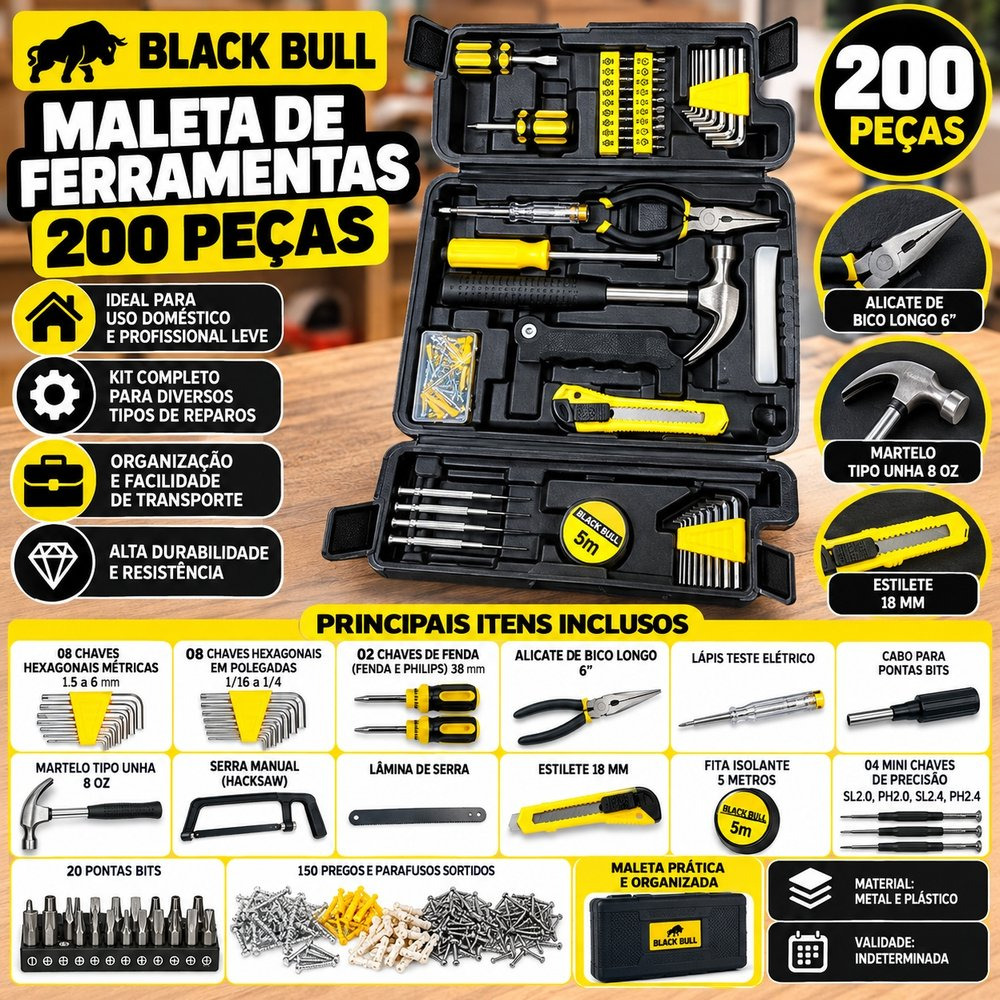 BLACK BULL
MALETA DE
FERRAMENTAS
200 PEÇAS
200
PEÇAS
IDEAL PARA
USO DOMÉSTICO
E PROFISSIONAL LEVE
KIT COMPLETO
PARA DIVERSOS
TIPOS DE REPAROS
ORGANIZAÇÃO
E FACILIDADE
DE TRANSPORTE
ALTA DURABILIDADE
E RESISTÊNCIA
BLACK BULL
5m
ALICATE DE
BICO LONGO 6”
MARTELO
TIPO UNHA 8 OZ
ESTILETE
18 MM
PRINCIPAIS ITENS INCLUSOS
08 CHAVES
HEXAGONAIS MÉTRICAS
1.5 a 6 mm
08 CHAVES HEXAGONAIS
EM POLEGADAS
1/16 a 1/4
02 CHAVES DE FENDA
(FENDA E PHILIPS) 38 mm
ALICATE DE BICO LONGO
6”
LÁPIS TESTE ELÉTRICO
CABO PARA
PONTAS BITS
MARTELO TIPO UNHA
8 OZ
SERRA MANUAL
(HACKSAW)
LÂMINA DE SERRA
ESTILETE 18 MM
FITA ISOLANTE
5 METROS
BLACK BULL
5m
04 MINI CHAVES
DE PRECISÃO
SL2.0, PH2.0, SL2.4, PH2.4
20 PONTAS BITS
150 PREGOS E PARAFUSOS SORTIDOS
MALETA PRÁTICA
E ORGANIZADA
BLACK BULL
MATERIAL:
METAL E PLÁSTICO
VALIDADE:
INDETERMINADA